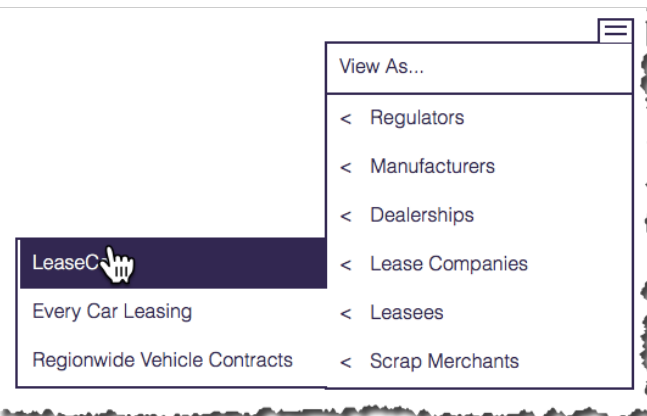 View As...
< Regulators
< Manufacturers
< Dealerships
< Lease Companies
< Leasees
< Scrap Merchants
Every Car Leasing
Regionwide Vehicle Contracts